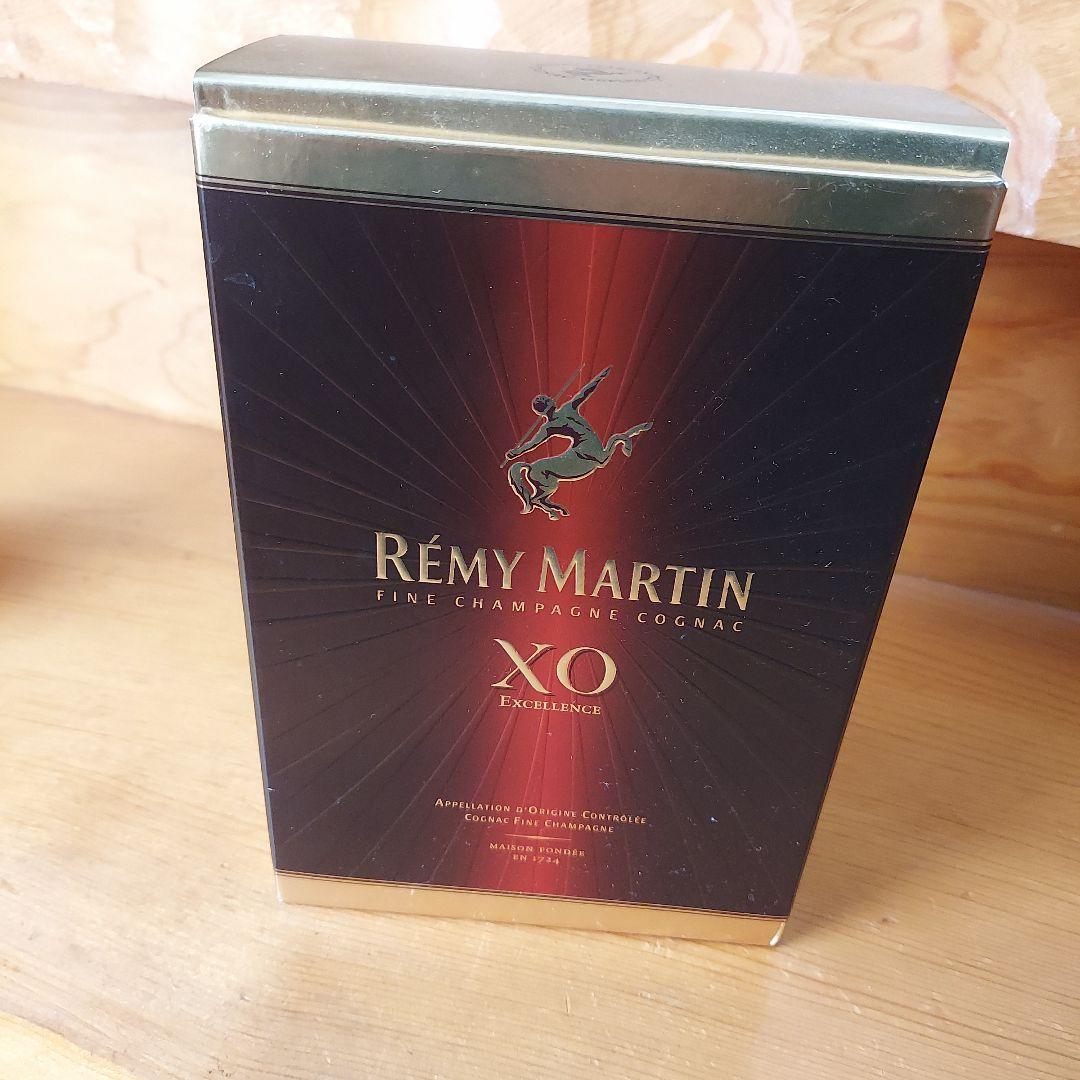 RÉMY MARTIN
FINE CHAMPAGNE COGNAC
XO
EXCELLENCE
APPELLATION D'ORIGINE CONTRÔLÉE
COGNAC FINE CHAMPAGNE
MAISON FONDÉE
EN 1724